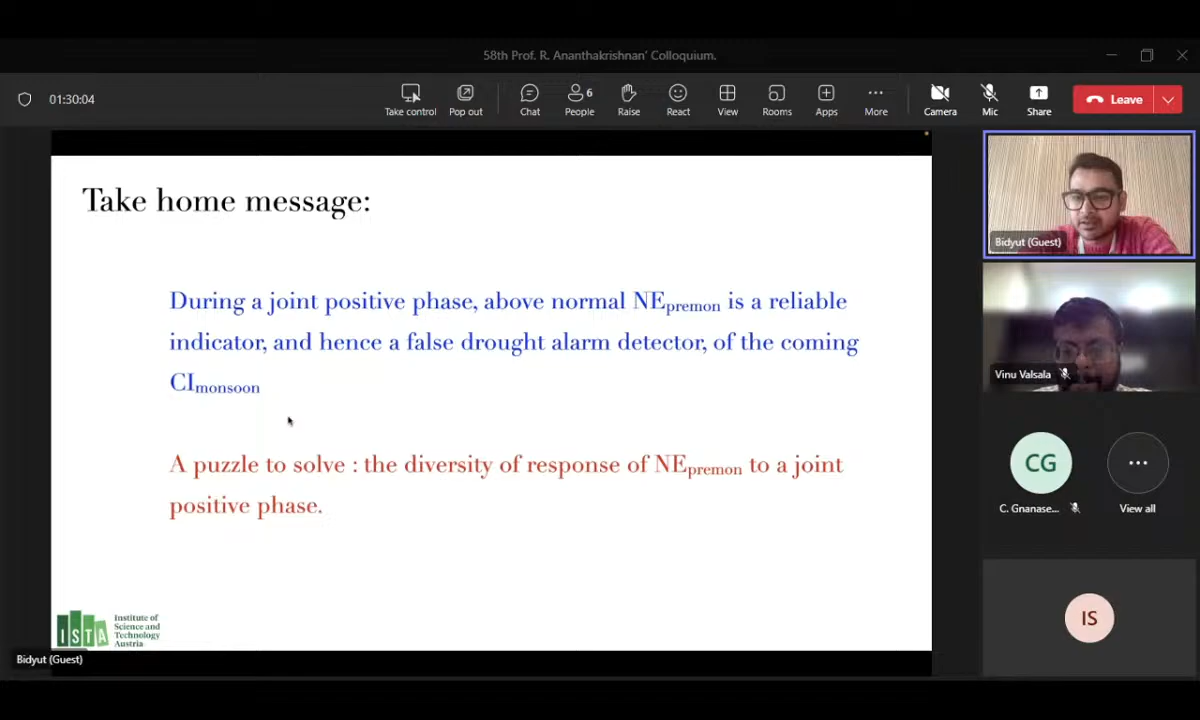 58th Prof. R. Ananthakrishnan' Colloquium.
01:30:04
Take control
Pop out
Chat
6
People
Raise
React
View
Rooms
Apps
More
Camera
Mic
Share
Leave
Take home message:
During a joint positive phase, above normal NEpremon is a reliable
indicator, and hence a false drought alarm detector, of the coming
CImonsoon
A puzzle to solve : the diversity of response of NEpremon to a joint
positive phase.
ISTA
Institute of
Science and
Technology
Austria
Bidyut (Guest)
Bidyut (Guest)
Vinu Valsala
CG
C. Gnanase...
View all
IS